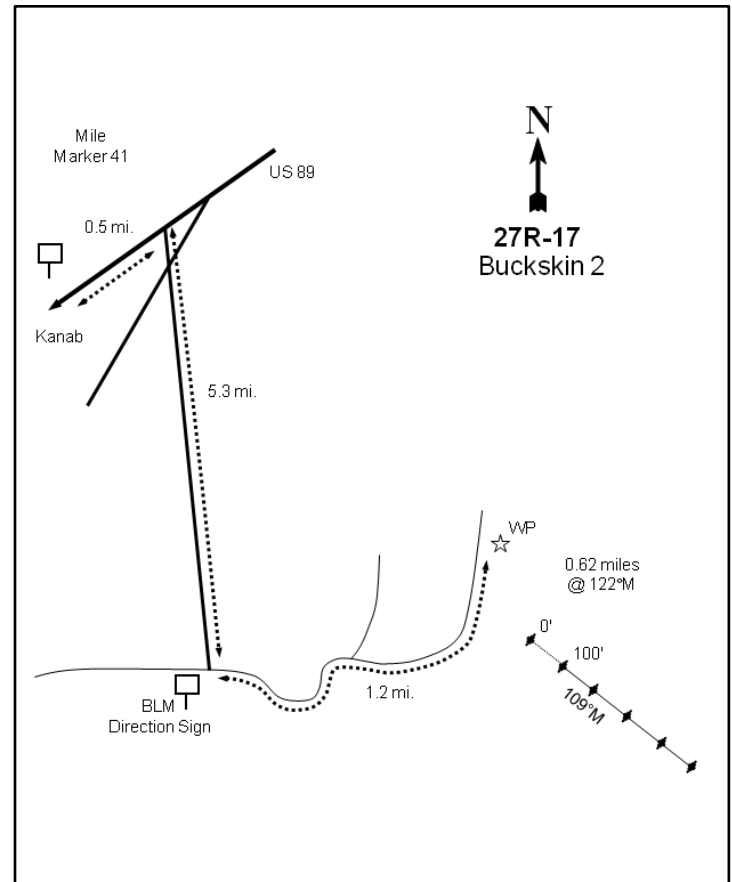 Mile
Marker 41
US 89
N
0.5 mi.
27R-17
Buckskin 2
Kanab
5.3 mi.
WP
0.62 miles
@ 122°M
0'
100'
109°M
1.2 mi.
BLM
Direction Sign